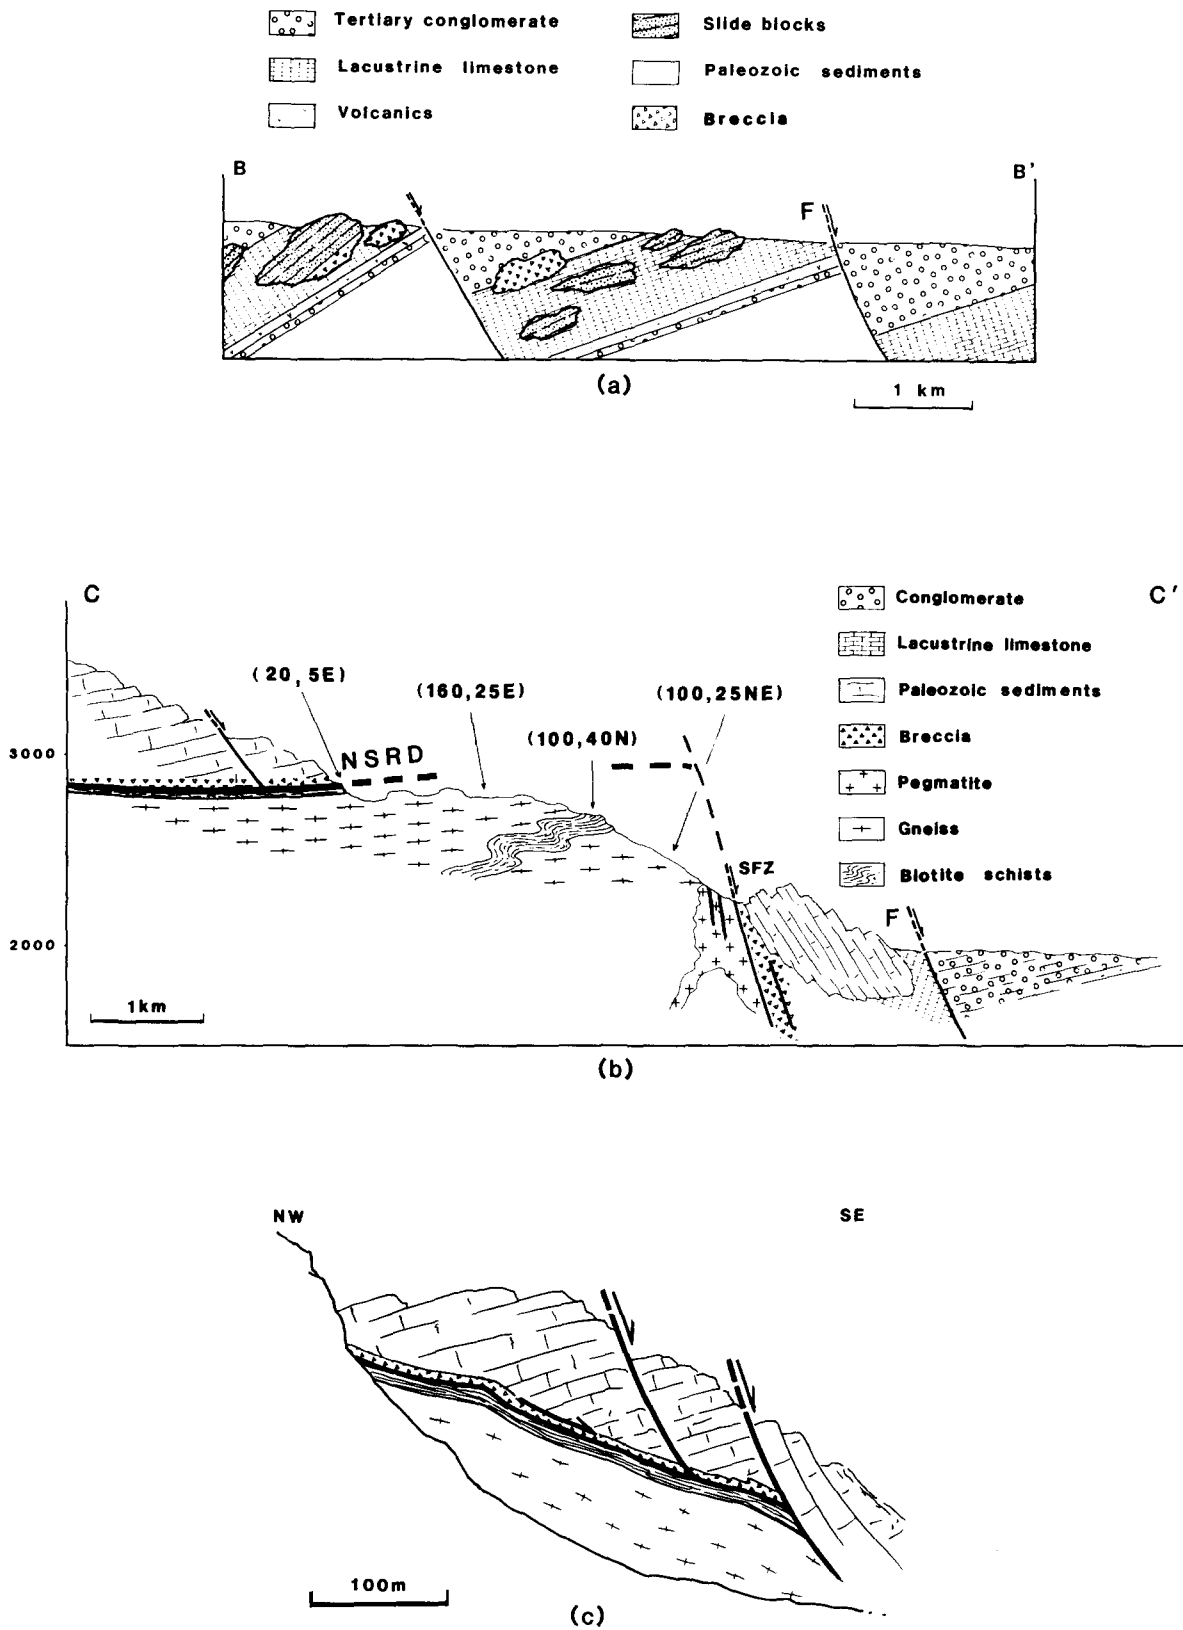 Tertiary conglomerate
Slide blocks
Lacustrine limestone
Paleozoic sediments
Volcanics
Breccia
B
B'
F
(a)
1 km
C
C'
Conglomerate
Lacustrine limestone
Paleozoic sediments
Breccia
Pegmatite
Gneiss
Biotite schists
(20,5E)
(160,25E)
(100,25NE)
(100,40N)
NSRD
3000
SFZ
F
2000
1km
(b)
NW
SE
100m
(c)